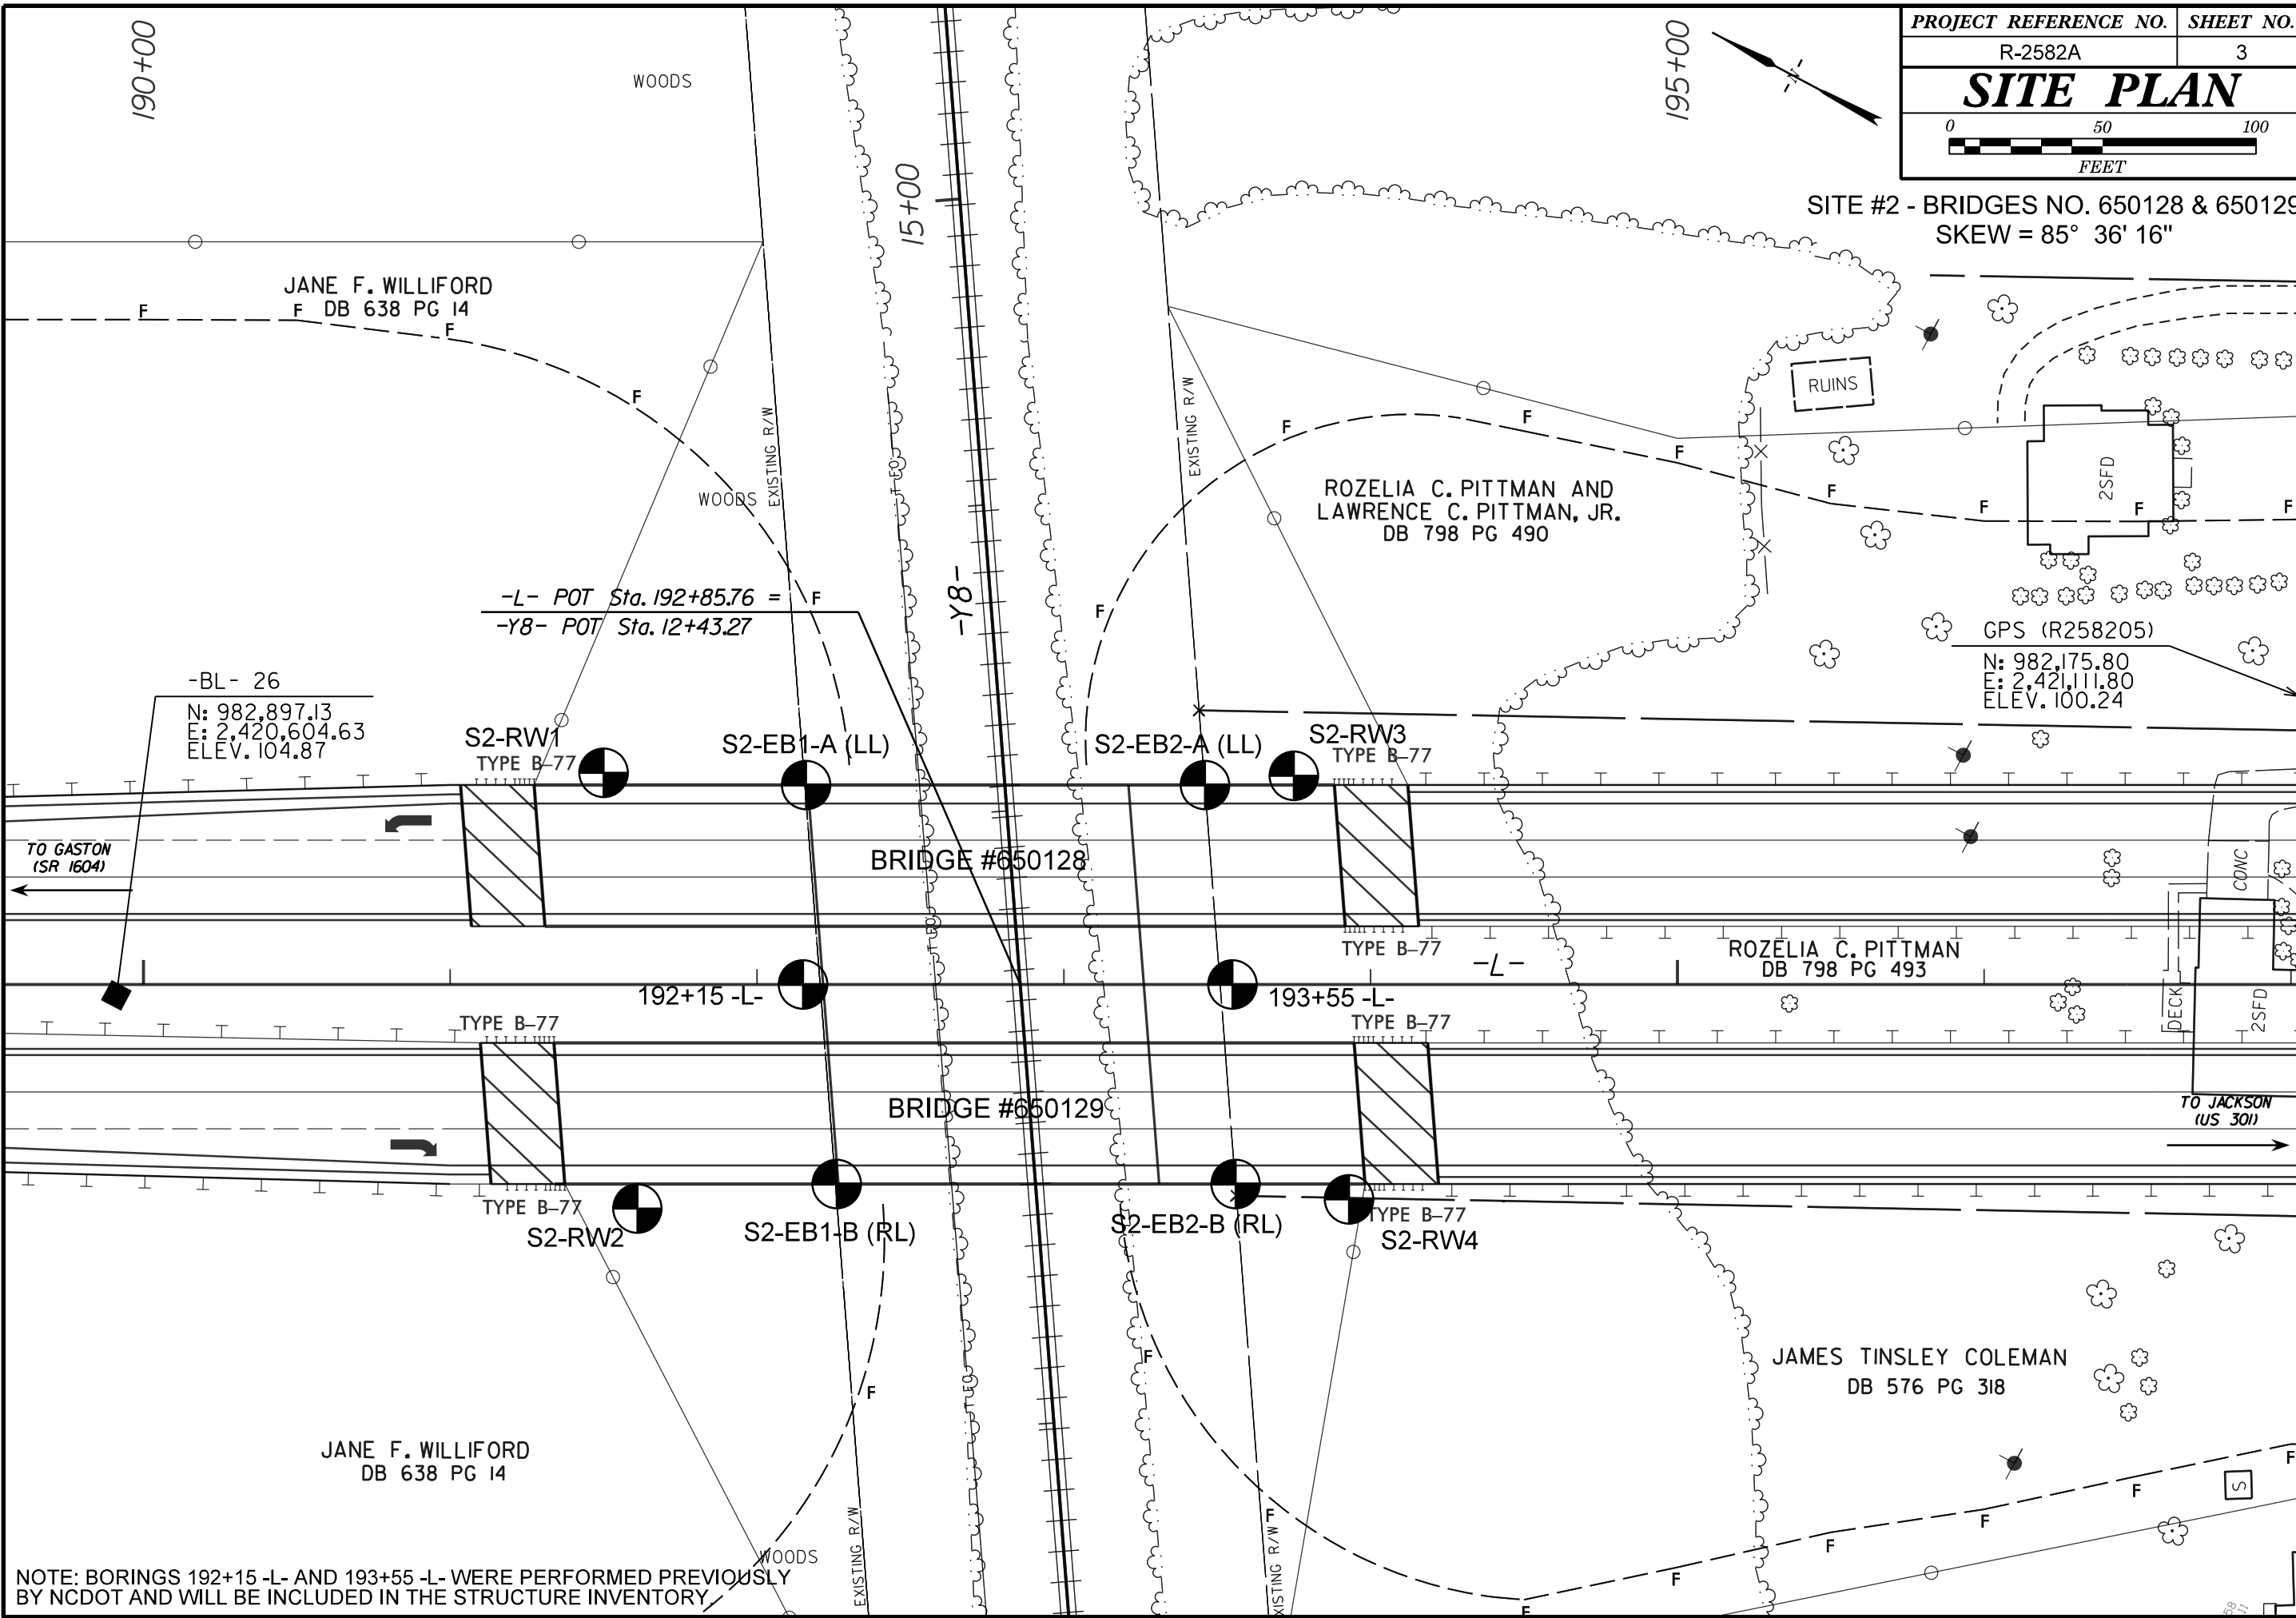 PROJECT REFERENCE NO.
SHEET NO.
R-2582A
3
SITE PLAN
0 50 100
FEET
SITE #2 - BRIDGES NO. 650128 & 650129
SKEW = 85° 36' 16"
190+00
195+00
15+00
WOODS
N
JANE F. WILLIFORD
DB 638 PG 14
F
F
F
F
F
EXISTING R/W
WOODS
EXISTING R/W
RUINS
F
F
F
F
F
F
F
F
2SFD
ROZELIA C. PITTMAN AND
LAWRENCE C. PITTMAN, JR.
DB 798 PG 490
T FO
-Y8-
-L- POT Sta. 192+85.76 =
-Y8- POT Sta. 12+43.27
GPS (R258205)
N: 982,175.80
E: 2,421,111.80
ELEV. 100.24
-BL- 26
N: 982,897.13
E: 2,420,604.63
ELEV. 104.87
S2-RW1
TYPE B-77
S2-EB1-A (LL)
S2-EB2-A (LL)
S2-RW3
TYPE B-77
TO GASTON
(SR 1604)
BRIDGE #650128
CONC
T FO
TYPE B-77
-L-
ROZELIA C. PITTMAN
DB 798 PG 493
192+15 -L-
193+55 -L-
DECK
2SFD
TYPE B-77
TYPE B-77
BRIDGE #650129
TO JACKSON
(US 301)
TYPE B-77
S2-RW2
S2-EB1-B (RL)
S2-EB2-B (RL)
TYPE B-77
S2-RW4
F
F
T FO
JAMES TINSLEY COLEMAN
DB 576 PG 318
JANE F. WILLIFORD
DB 638 PG 14
S
F
F
F
F
F
F
F
EXISTING R/W
XISTING R/W
WOODS
NOTE: BORINGS 192+15 -L- AND 193+55 -L- WERE PERFORMED PREVIOUSLY
BY NCDOT AND WILL BE INCLUDED IN THE STRUCTURE INVENTORY.